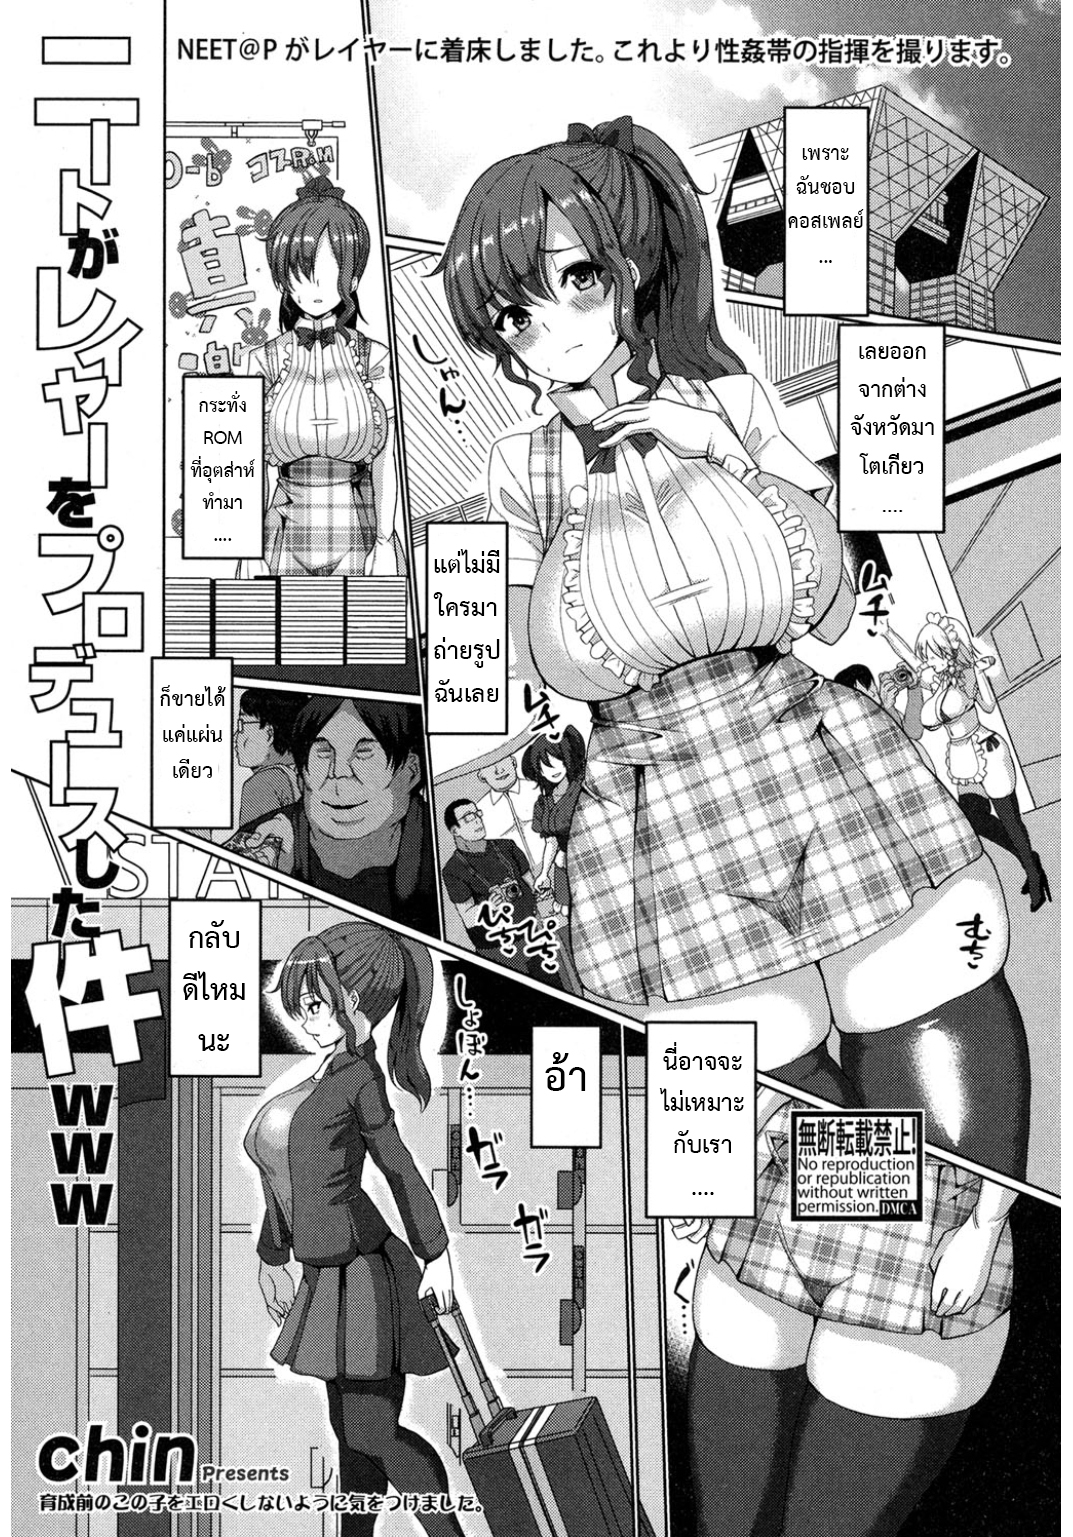 NEET@Pがレイヤーに着床しました。これより性姦帯の指揮を撮ります。
ニートがレイヤーをプロデュースした件www
เพราะ
ฉันชอบ
คอสเพลย์
...
เลยออก
จากต่าง
จังหวัดมา
โตเกียว
....
แต่ไม่มี
ใครมา
ถ่ายรูป
ฉันเลย
しゅん…
ムチ
ムチ
ぴちぴち
むち
コスROM
กระทั่ง
ROM
ที่อุตส่าห์
ทำมา
....
ก็ขายได้
แค่แผ่น
เดียว
นี่อาจจะ
ไม่เหมาะ
กับเรา
....
ぐ…
無断転載禁止!
No reproduction
or republication
without written
permission. DMCA
อ้า
กลับ
ดีไหม
นะ
STA
しょぼん…
ガラ
ガラ
chin Presents
育成前のこの子をエロくしないように気をつけました。